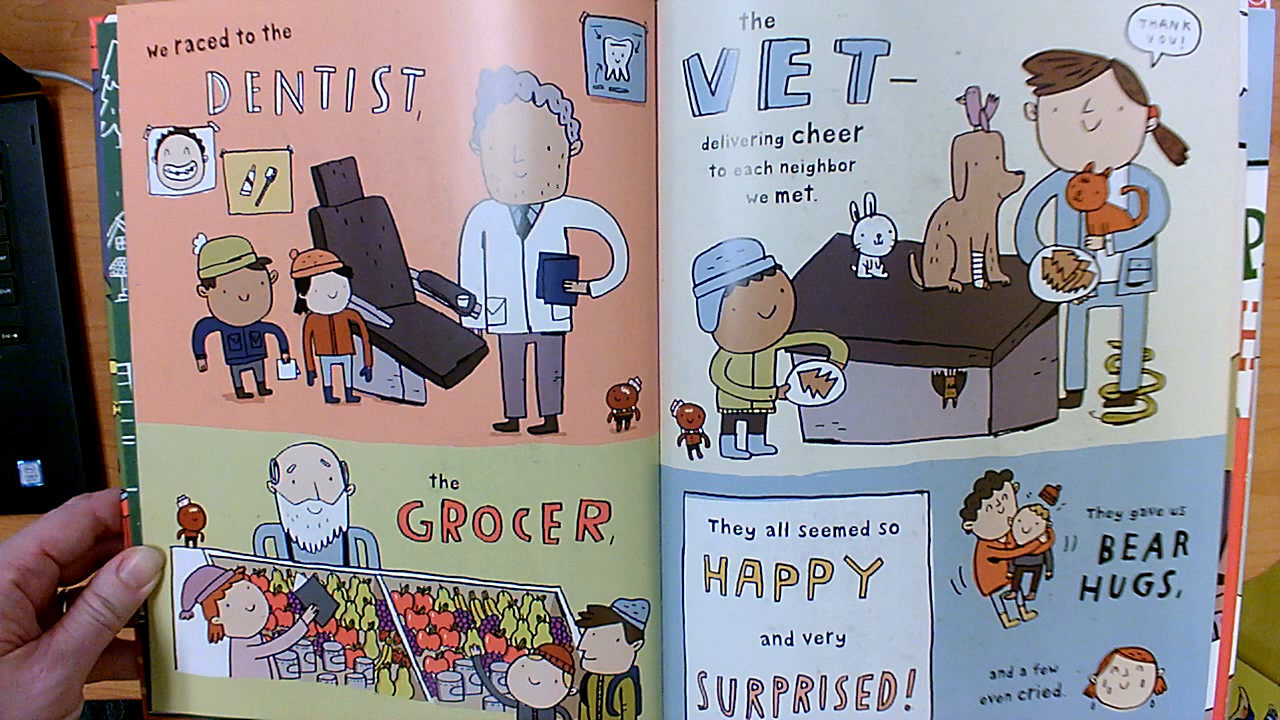 we raced to the
DENTIST,
the
GROCER,
the
VET–
delivering cheer
to each neighbor
we met.
THANK
YOU!
They all seemed so
HAPPY
and very
SURPRISED!
They gave us
BEAR
HUGS,
and a few
even cried.